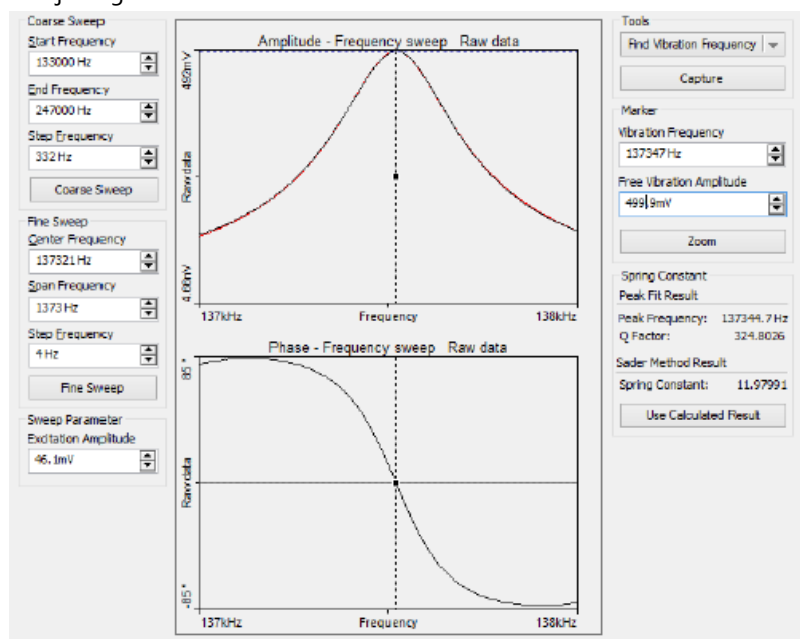 Coarse Sweep
Start Frequency
133000 Hz
End Frequency
247000 Hz
Step Frequency
332 Hz
Coarse Sweep
Fine Sweep
Center Frequency
137321 Hz
Span Frequency
1373 Hz
Step Frequency
4 Hz
Fine Sweep
Sweep Parameter
Excitation Amplitude
46.1mV
Amplitude - Frequency sweep Raw data
492mV
Raw data
4.66mV
137kHz Frequency 138kHz
Phase - Frequency sweep Raw data
85°
Raw data
-85°
137kHz Frequency 138kHz
Tools
Find Vibration Frequency
Capture
Marker
Vibration Frequency
137347 Hz
Free Vibration Amplitude
499.9mV
Zoom
Spring Constant
Peak Fit Result
Peak Frequency: 137344.7 Hz
Q Factor: 324.8026
Sader Method Result
Spring Constant: 11.97991
Use Calculated Result